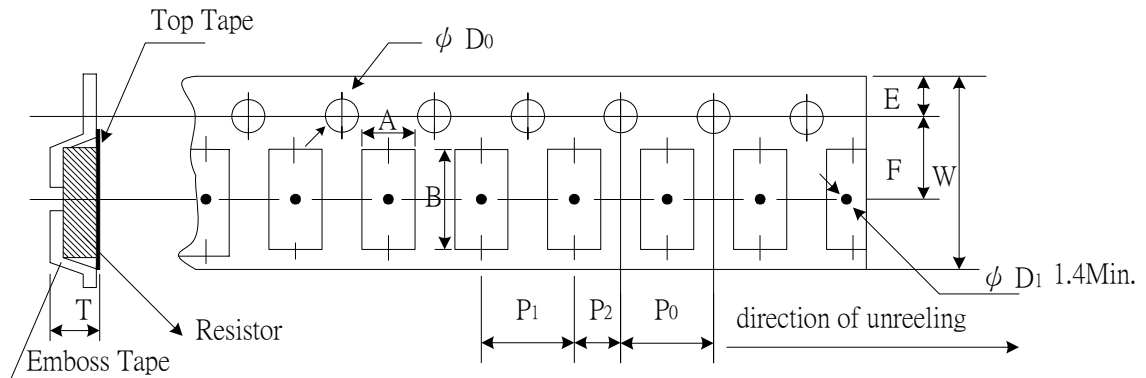 Top Tape
ψ D0
E
A
F
W
B
ψ D1 1.4Min.
T
P1
P2
P0
Resistor
direction of unreeling
Emboss Tape